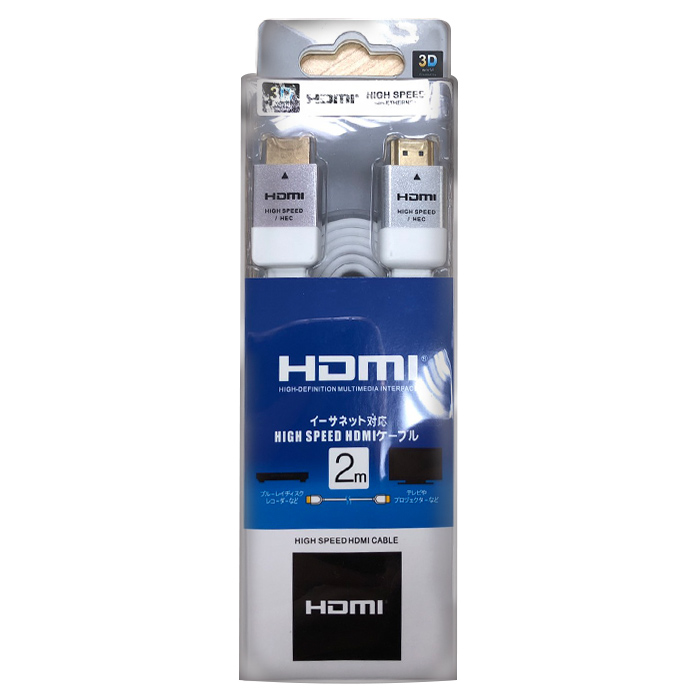 3D
3D
HDMI HIGH SPEED
with ETHERNET
HDMI
HIGH SPEED
/ HEC
HDMI
HIGH SPEED
/ HEC
HDMI®
HIGH-DEFINITION MULTIMEDIA INTERFACE
イーサネット対応
HIGH SPEED HDMIケーブル
2m
ブルーレイディスク
レコーダーなど
テレビや
プロジェクターなど
HIGH SPEED HDMI CABLE
HDMI